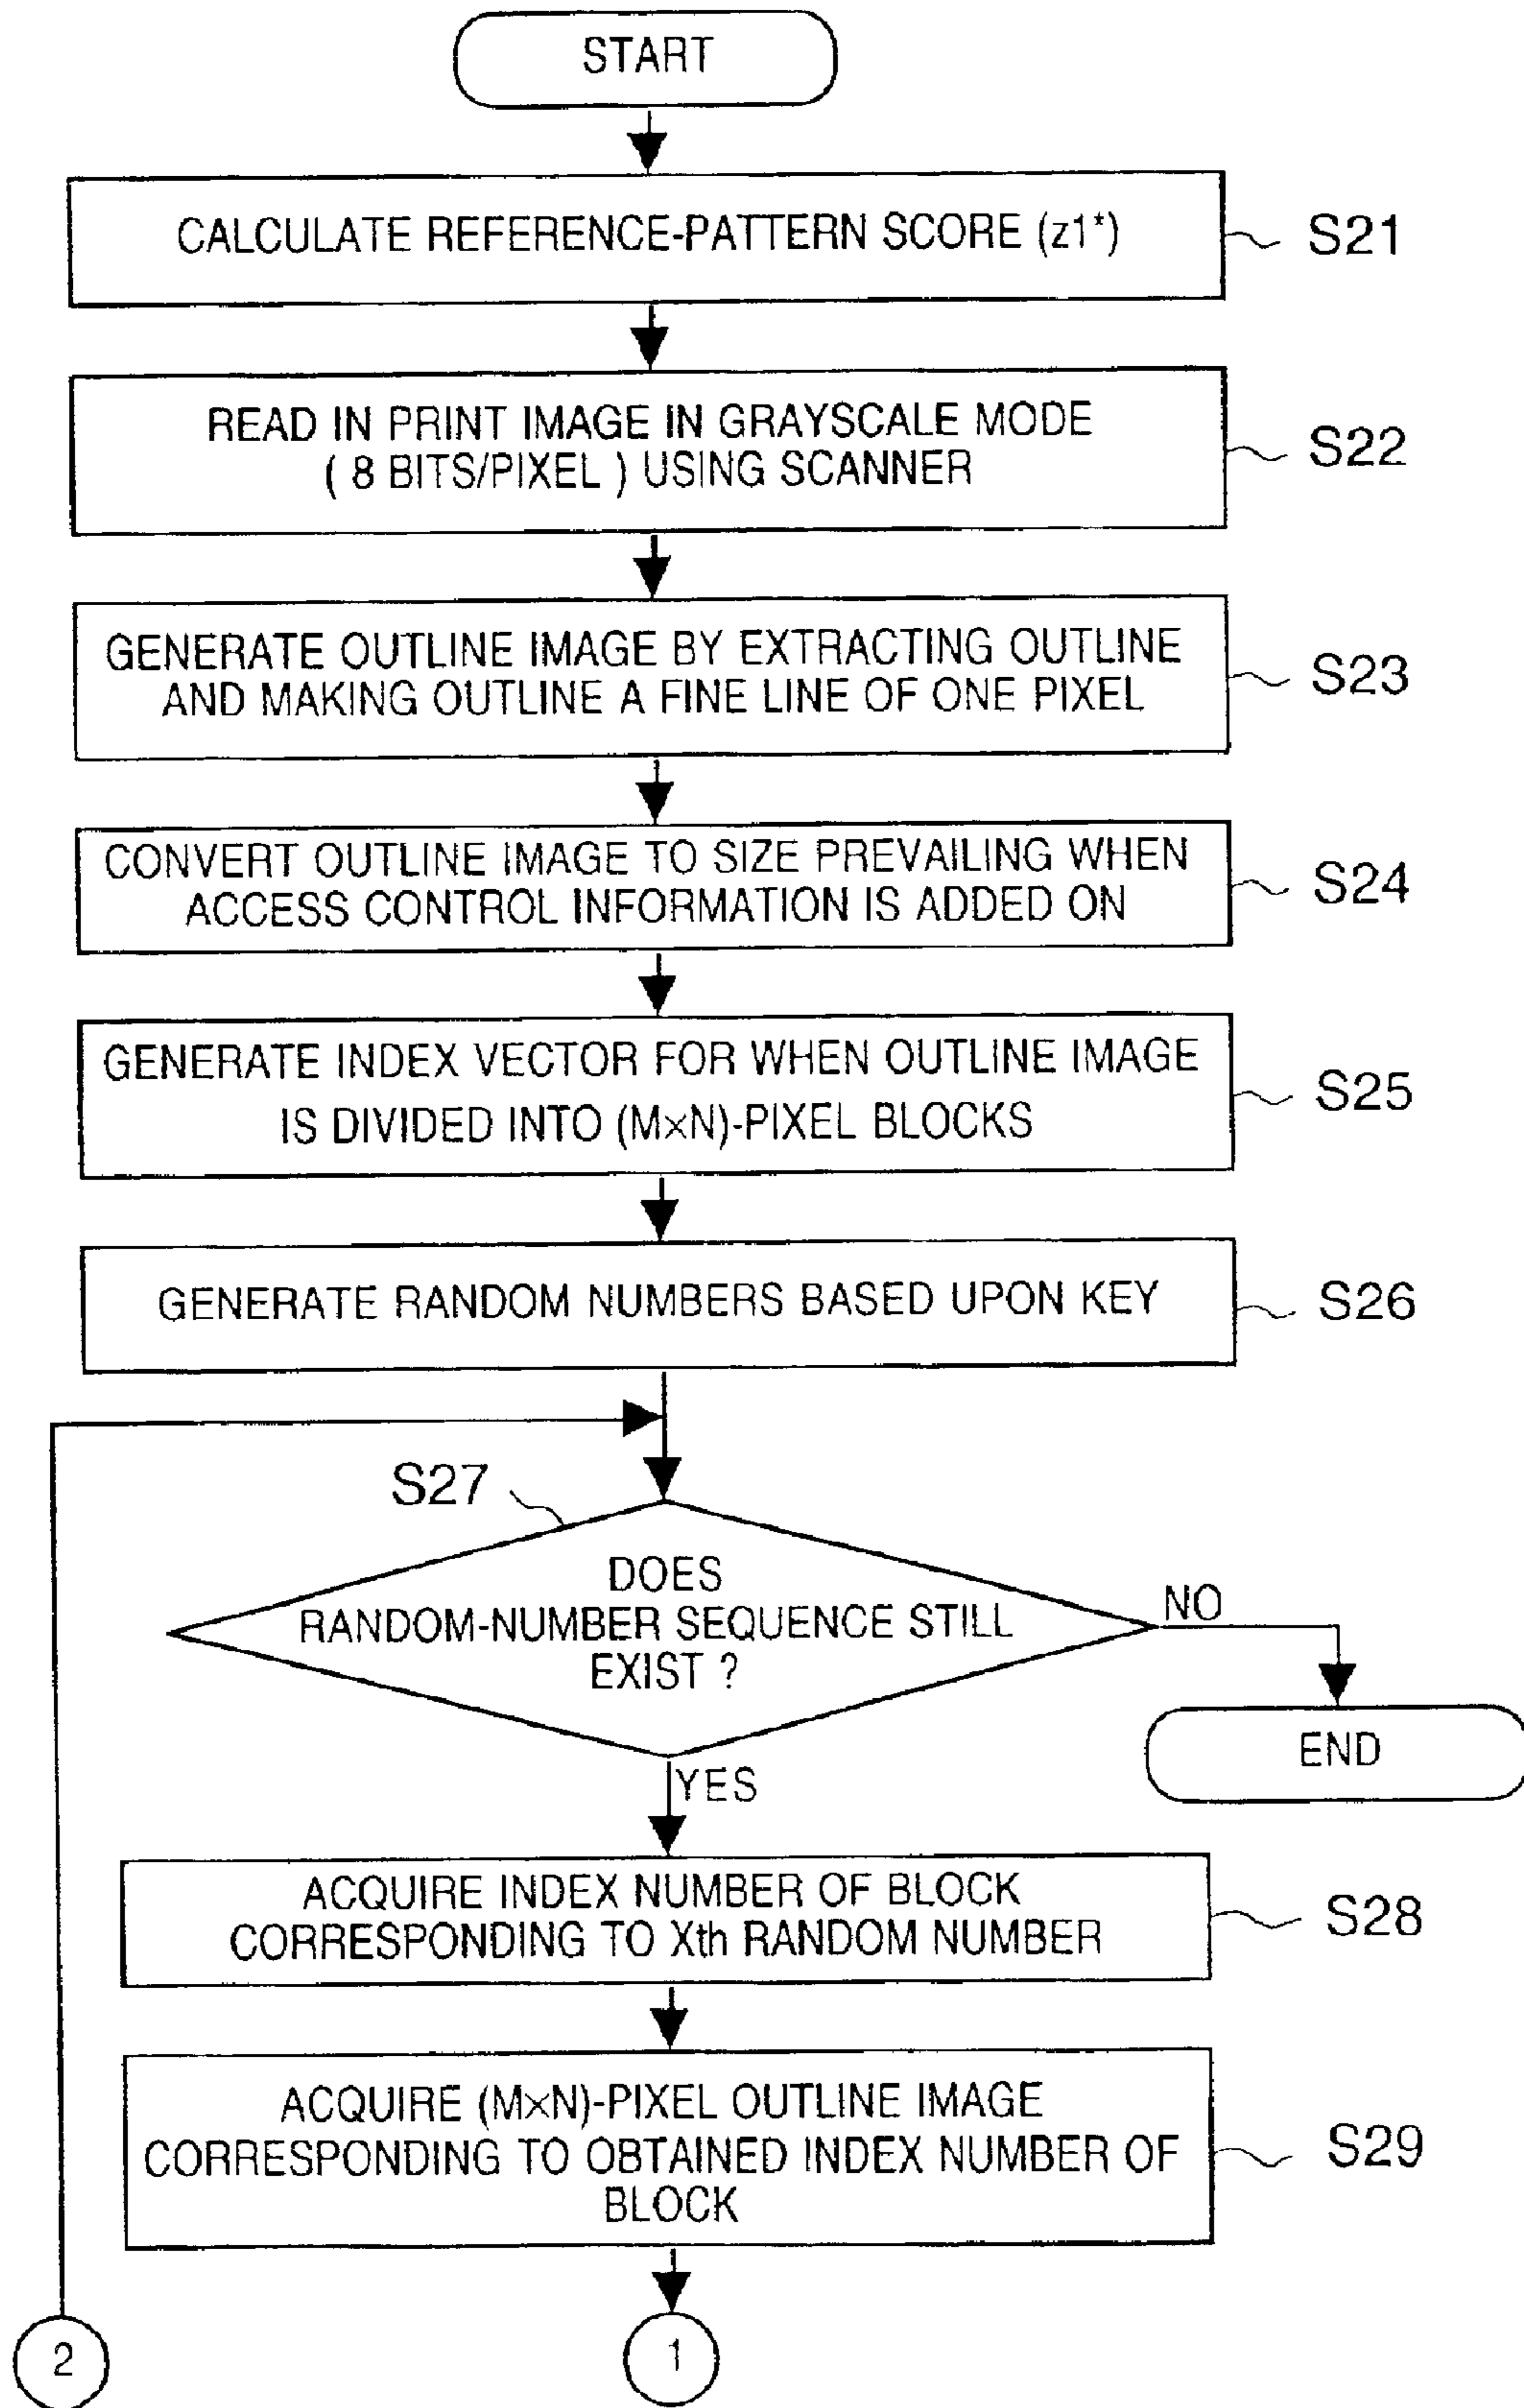 START
CALCULATE REFERENCE-PATTERN SCORE (z1*)
S21
READ IN PRINT IMAGE IN GRAYSCALE MODE
( 8 BITS/PIXEL ) USING SCANNER
S22
GENERATE OUTLINE IMAGE BY EXTRACTING OUTLINE
AND MAKING OUTLINE A FINE LINE OF ONE PIXEL
S23
CONVERT OUTLINE IMAGE TO SIZE PREVAILING WHEN
ACCESS CONTROL INFORMATION IS ADDED ON
S24
GENERATE INDEX VECTOR FOR WHEN OUTLINE IMAGE
IS DIVIDED INTO (M×N)-PIXEL BLOCKS
S25
GENERATE RANDOM NUMBERS BASED UPON KEY
S26
S27
DOES
RANDOM-NUMBER SEQUENCE STILL
EXIST ?
NO
END
YES
ACQUIRE INDEX NUMBER OF BLOCK
CORRESPONDING TO Xth RANDOM NUMBER
S28
ACQUIRE (M×N)-PIXEL OUTLINE IMAGE
CORRESPONDING TO OBTAINED INDEX NUMBER OF
BLOCK
S29
2
1